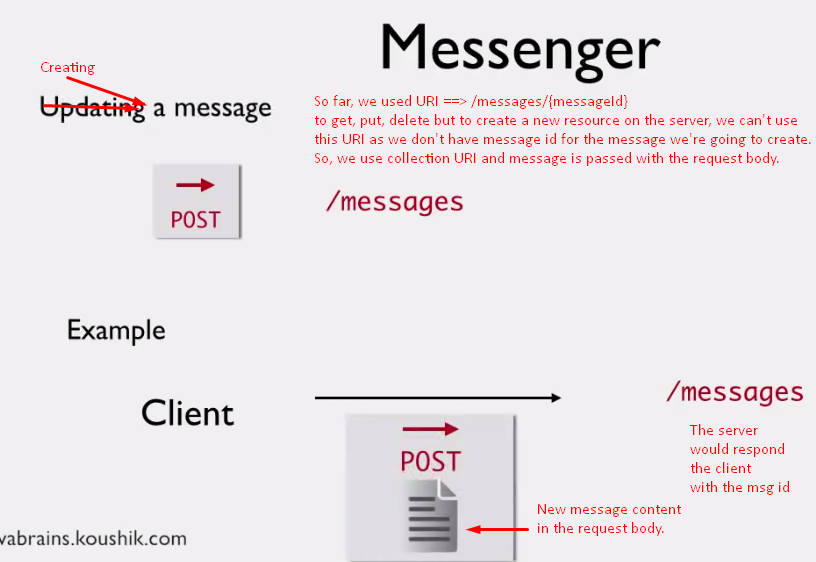 Messenger
Creating
Updating a message
So far, we used URI ==> /messages/{messageId}
to get, put, delete but to create a new resource on the server, we can't use
this URI as we don't have message id for the message we're going to create.
So, we use collection URI and message is passed with the request body.
POST
/messages
Example
Client
/messages
The server
would respond
the client
with the msg id
POST
New message content
in the request body.
vabrains.koushik.com